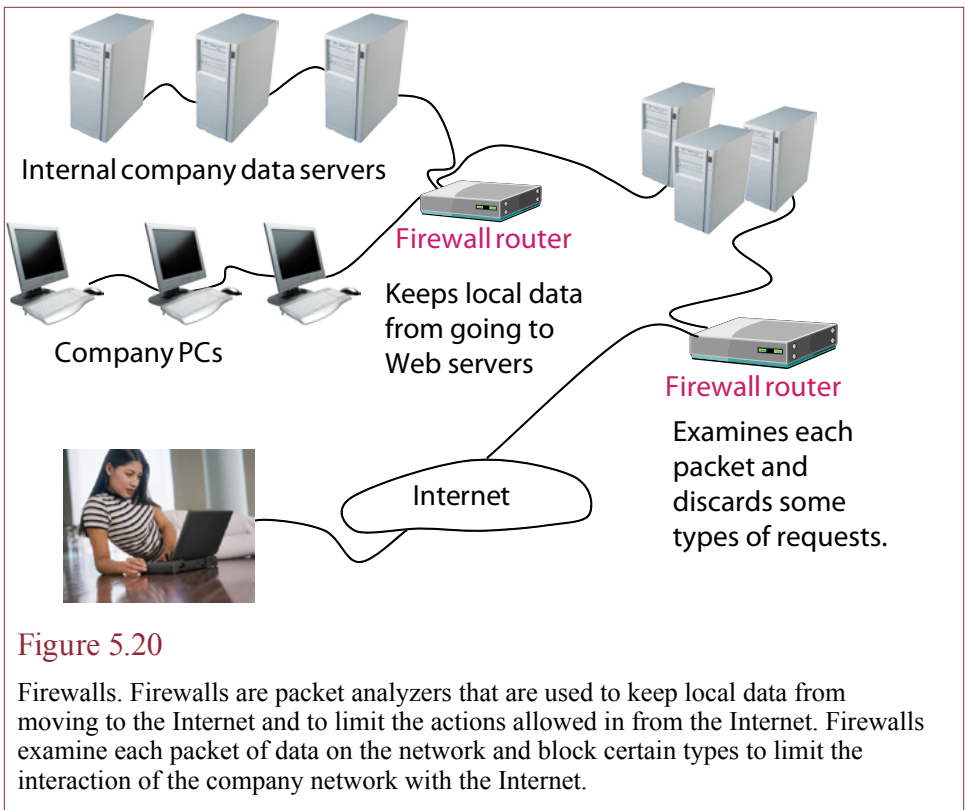 Internal company data servers
Firewall router
Keeps local data
from going to
Web servers
Company PCs
Firewall router
Examines each
packet and
discards some
types of requests.
Internet
Figure 5.20
Firewalls. Firewalls are packet analyzers that are used to keep local data from
moving to the Internet and to limit the actions allowed in from the Internet. Firewalls
examine each packet of data on the network and block certain types to limit the
interaction of the company network with the Internet.